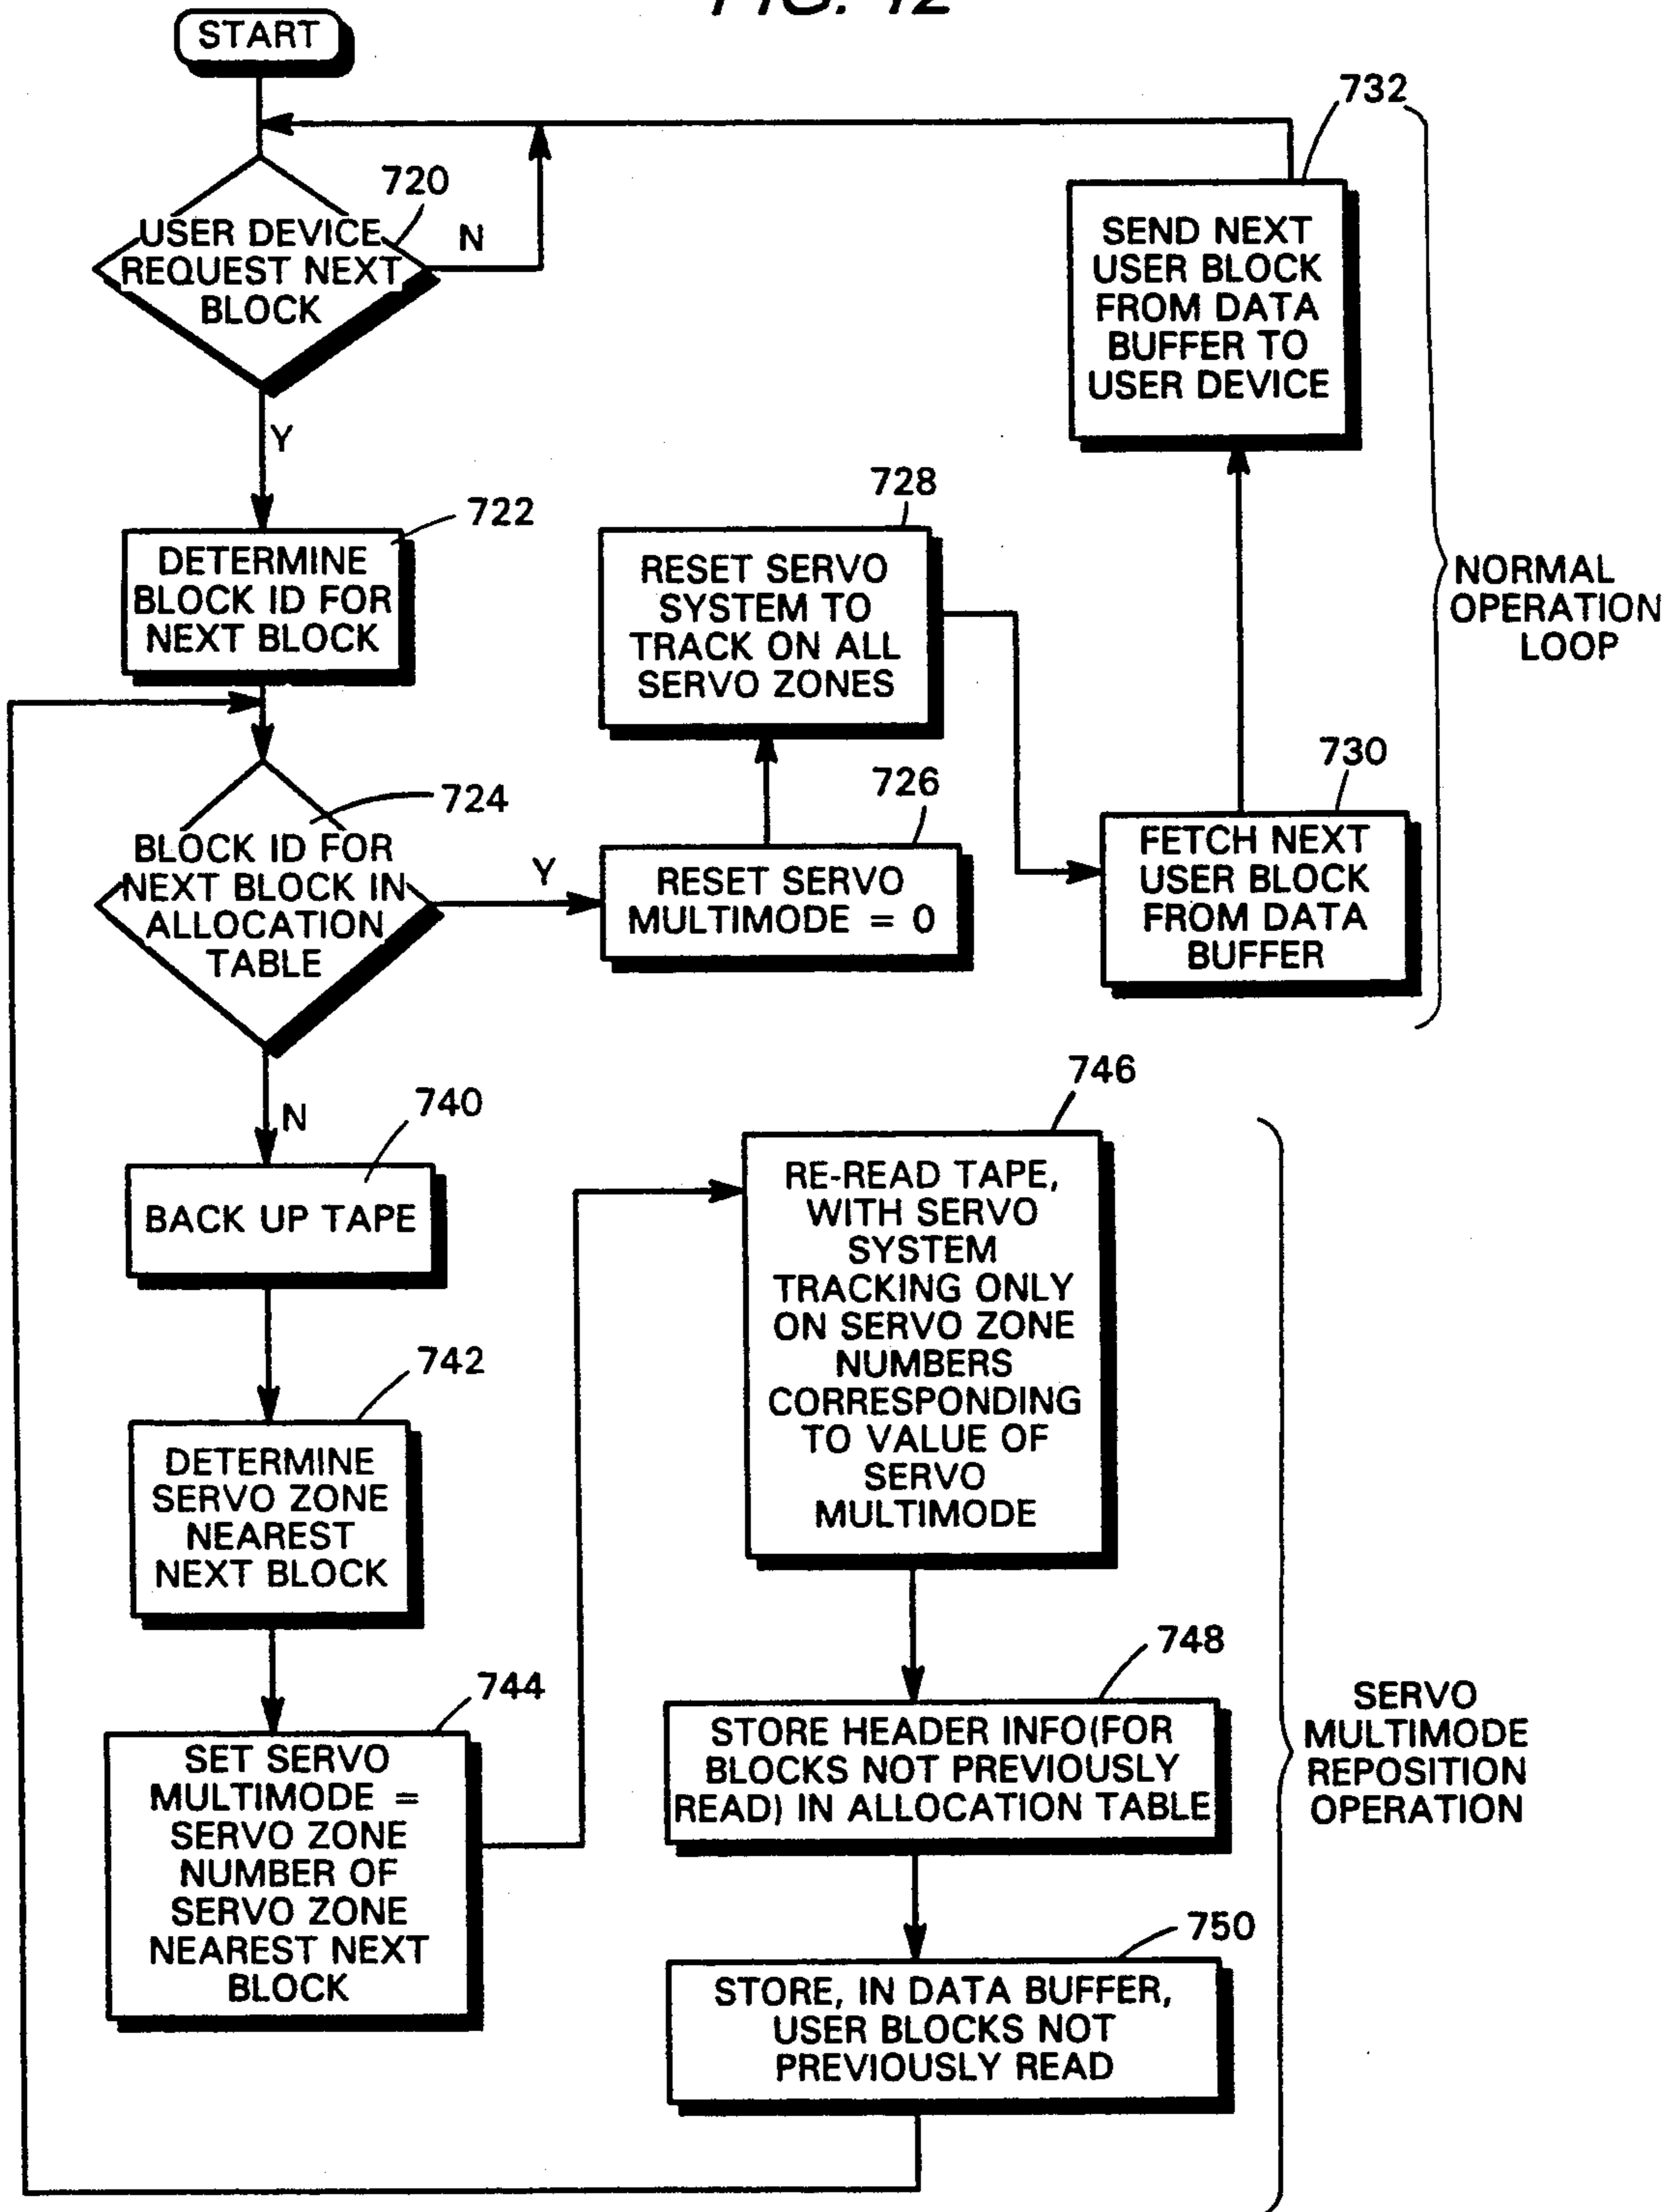 FIG. 12
START
732
720
USER DEVICE
REQUEST NEXT
BLOCK
N
Y
SEND NEXT
USER BLOCK
FROM DATA
BUFFER TO
USER DEVICE
722
DETERMINE
BLOCK ID FOR
NEXT BLOCK
728
RESET SERVO
SYSTEM TO
TRACK ON ALL
SERVO ZONES
NORMAL
OPERATION
LOOP
724
BLOCK ID FOR
NEXT BLOCK IN
ALLOCATION
TABLE
Y
N
726
RESET SERVO
MULTIMODE = 0
730
FETCH NEXT
USER BLOCK
FROM DATA
BUFFER
740
BACK UP TAPE
742
DETERMINE
SERVO ZONE
NEAREST
NEXT BLOCK
744
SET SERVO
MULTIMODE =
SERVO ZONE
NUMBER OF
SERVO ZONE
NEAREST NEXT
BLOCK
746
RE-READ TAPE,
WITH SERVO
SYSTEM
TRACKING ONLY
ON SERVO ZONE
NUMBERS
CORRESPONDING
TO VALUE OF
SERVO
MULTIMODE
748
STORE HEADER INFO(FOR
BLOCKS NOT PREVIOUSLY
READ) IN ALLOCATION TABLE
750
STORE, IN DATA BUFFER,
USER BLOCKS NOT
PREVIOUSLY READ
SERVO
MULTIMODE
REPOSITION
OPERATION